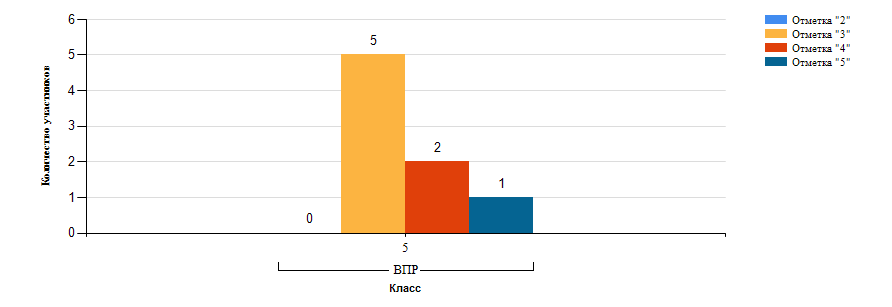 Количество участников
6
5
4
3
2
1
0
0
5
2
1
5
ВПР
Класс
Отметка "2"
Отметка "3"
Отметка "4"
Отметка "5"